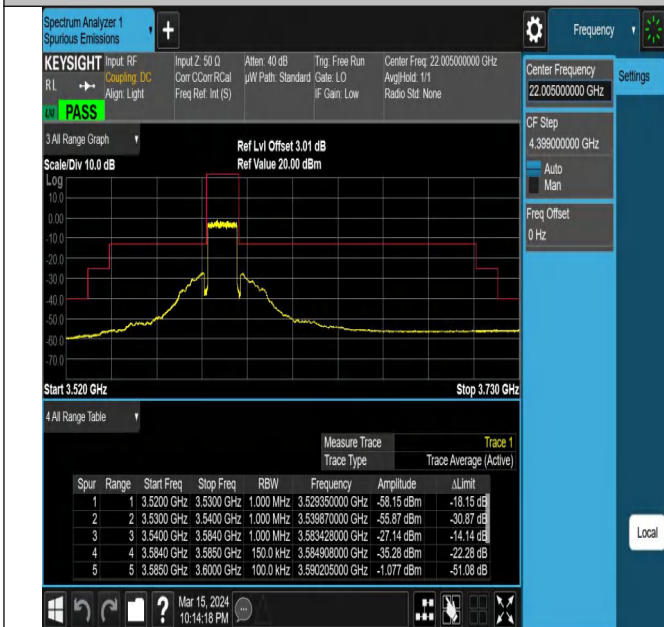 Spectrum Analyzer 1
Spurious Emissions
+
Frequency
KEYSIGHT Input: RF Input Z: 50 Ω Atten: 40 dB Trig: Free Run Center Freq: 22.005000000 GHz
RL Coupling: DC Corr CCorr RCal µW Path: Standard Gate: LO Avg|Hold: 1/1
Align: Light Freq Ref: Int (S) IF Gain: Low Radio Std: None
PASS
Center Frequency
22.005000000 GHz
Settings
CF Step
4.399000000 GHz
Auto
Man
Freq Offset
0 Hz
Local
3 All Range Graph
Ref Lvl Offset 3.01 dB
Scale/Div 10.0 dB Ref Value 20.00 dBm
Log
10.0
0.00
-10.0
-20.0
-30.0
-40.0
-50.0
-60.0
-70.0
Start 3.520 GHz Stop 3.730 GHz
4 All Range Table
Measure Trace Trace 1
Trace Type Trace Average (Active)
Spur Range Start Freq Stop Freq RBW Frequency Amplitude ΔLimit
1 1 3.5200 GHz 3.5300 GHz 1.000 MHz 3.529350000 GHz -58.15 dBm -18.15 dB
2 2 3.5300 GHz 3.5400 GHz 1.000 MHz 3.539870000 GHz -55.87 dBm -30.87 dB
3 3 3.5400 GHz 3.5840 GHz 1.000 MHz 3.583428000 GHz -27.14 dBm -14.14 dB
4 4 3.5840 GHz 3.5850 GHz 150.0 kHz 3.584908000 GHz -35.28 dBm -22.28 dB
5 5 3.5850 GHz 3.6000 GHz 100.0 kHz 3.590205000 GHz -1.077 dBm -51.08 dB
?
Mar 15, 2024
10:14:18 PM